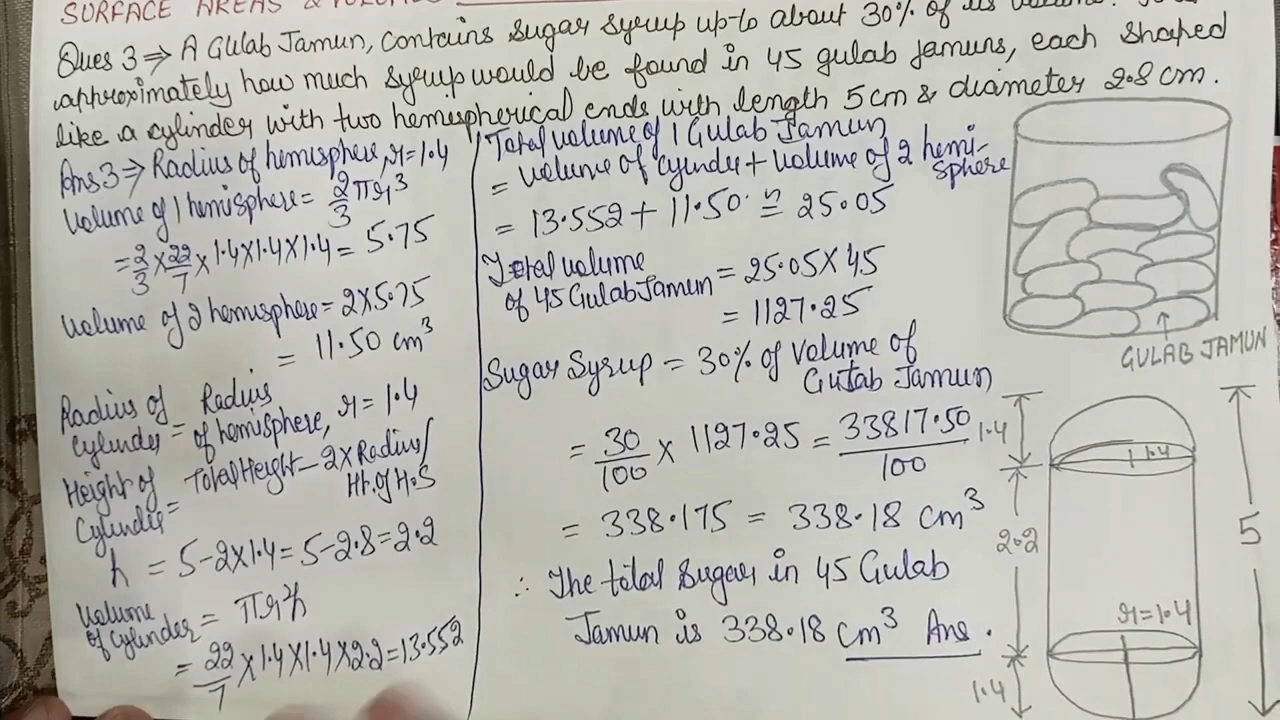 SURFACE AREAS &
Ques 3 ⇒ A Gulab Jamun, contains sugar syrup up-to about 30% of its
approximately how much syrup would be found in 45 gulab jamuns, each shaped
like a cylinder with two hemispherical ends with length 5 cm & diameter 2.8 cm.
Ans 3 ⇒ Radius of hemisphere, r = 1.4
Volume of 1 hemisphere = 2/3 πr³
= 2/3 × 22/7 × 1.4 × 1.4 × 1.4 = 5.75
Volume of 2 hemisphere = 2 × 5.75
= 11.50 cm³
Radius of Cylinder = Radius of hemisphere, r = 1.4
Height of Cylinder = Total Height - 2 × Radius/ Ht. of H.S
h = 5 - 2 × 1.4 = 5 - 2.8 = 2.2
Volume of Cylinder = πr²h
= 22/7 × 1.4 × 1.4 × 2.2 = 13.552
Total volume of 1 Gulab Jamun
= Volume of cylinder + Volume of 2 hemi-
sphere
= 13.552 + 11.50 ≈ 25.05
Total volume
of 45 Gulab Jamun = 25.05 × 45
= 1127.25
Sugar Syrup = 30% of Volume of
Gulab Jamun
= 30/100 × 1127.25 = 33817.50/100
= 338.175 = 338.18 cm³
∴ The total Sugar in 45 Gulab
Jamun is 338.18 cm³ Ans.
GULAB JAMUN
1.4
1.4
2.2
5
r = 1.4
1.4